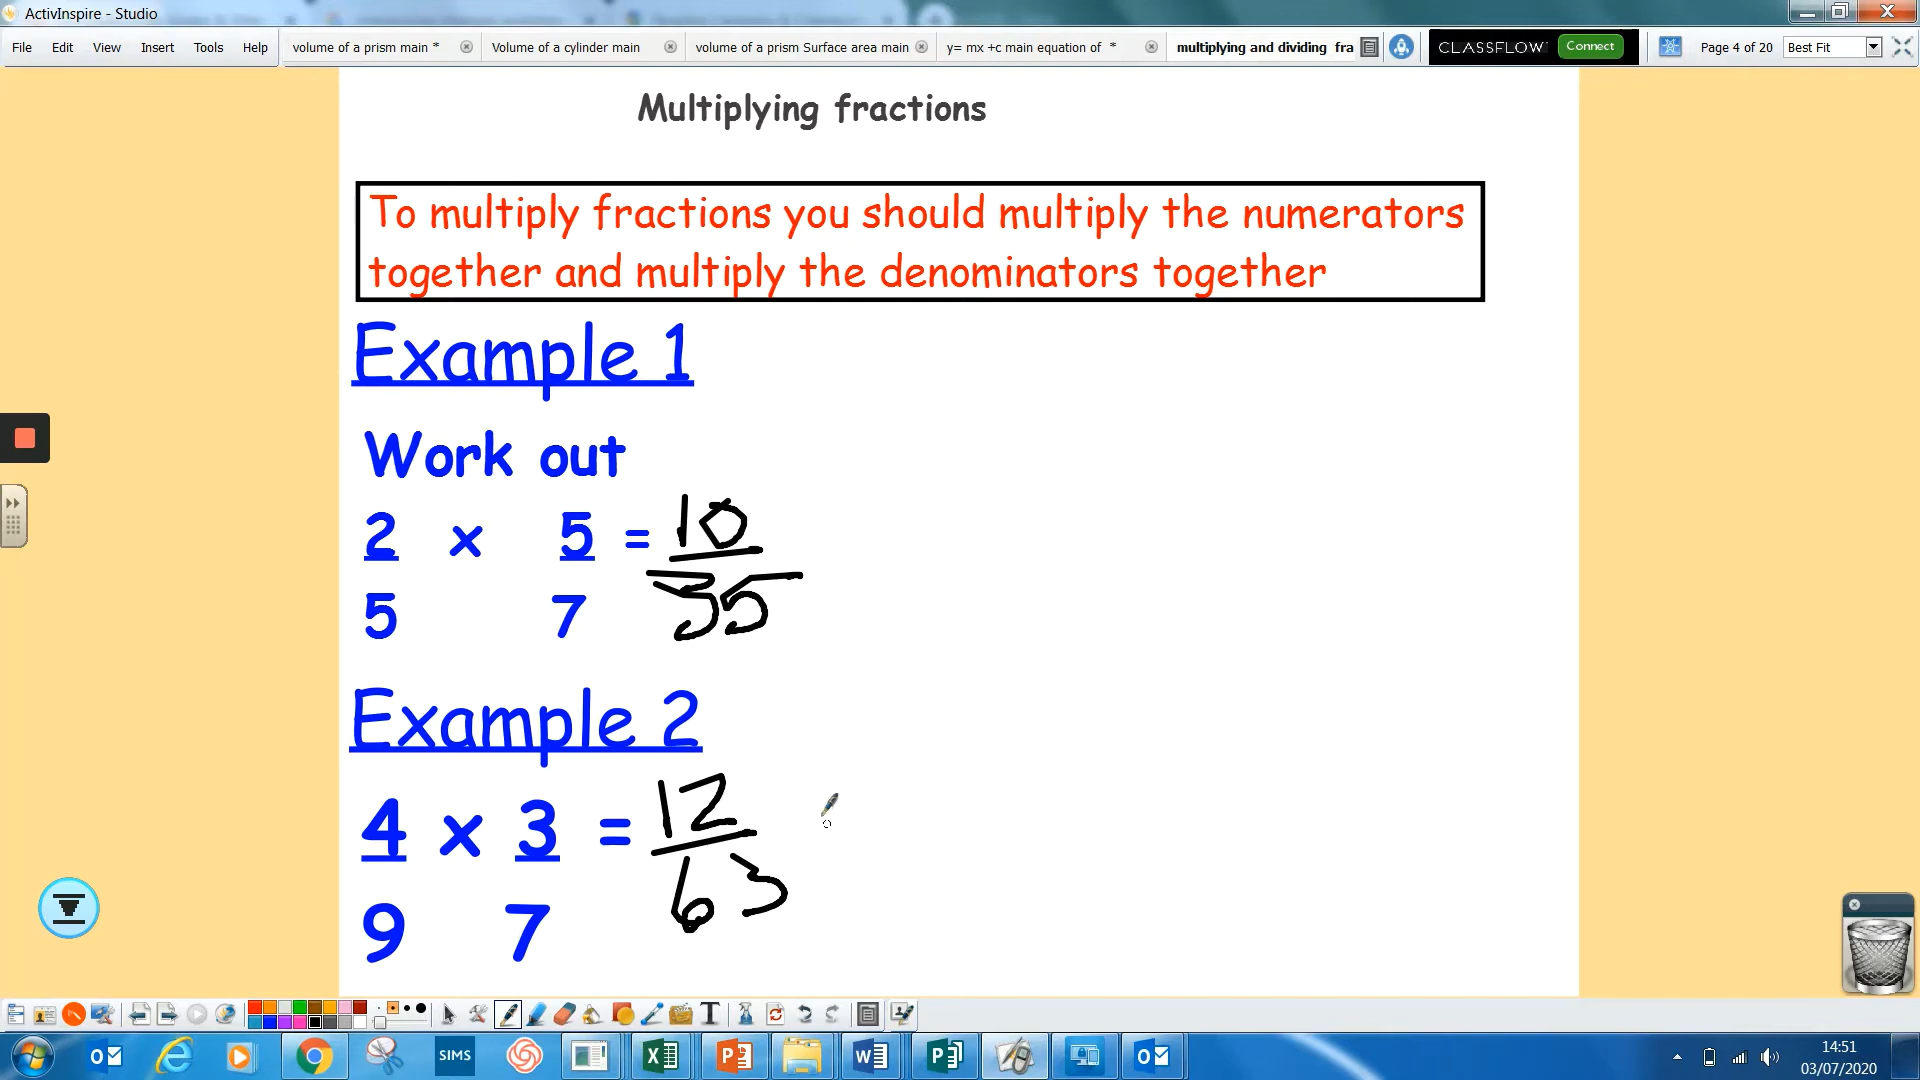 ActivInspire - Studio
File Edit View Insert Tools Help
volume of a prism main * Volume of a cylinder main volume of a prism Surface area main y= mx +c main equation of * multiplying and dividing fra CLASSFLOW Connect Page 4 of 20 Best Fit
Multiplying fractions
To multiply fractions you should multiply the numerators
together and multiply the denominators together
Example 1
Work out
2 x 5 = 10
5 7 35
Example 2
4 x 3 = 12
9 7 63
SIMS
14:51
03/07/2020